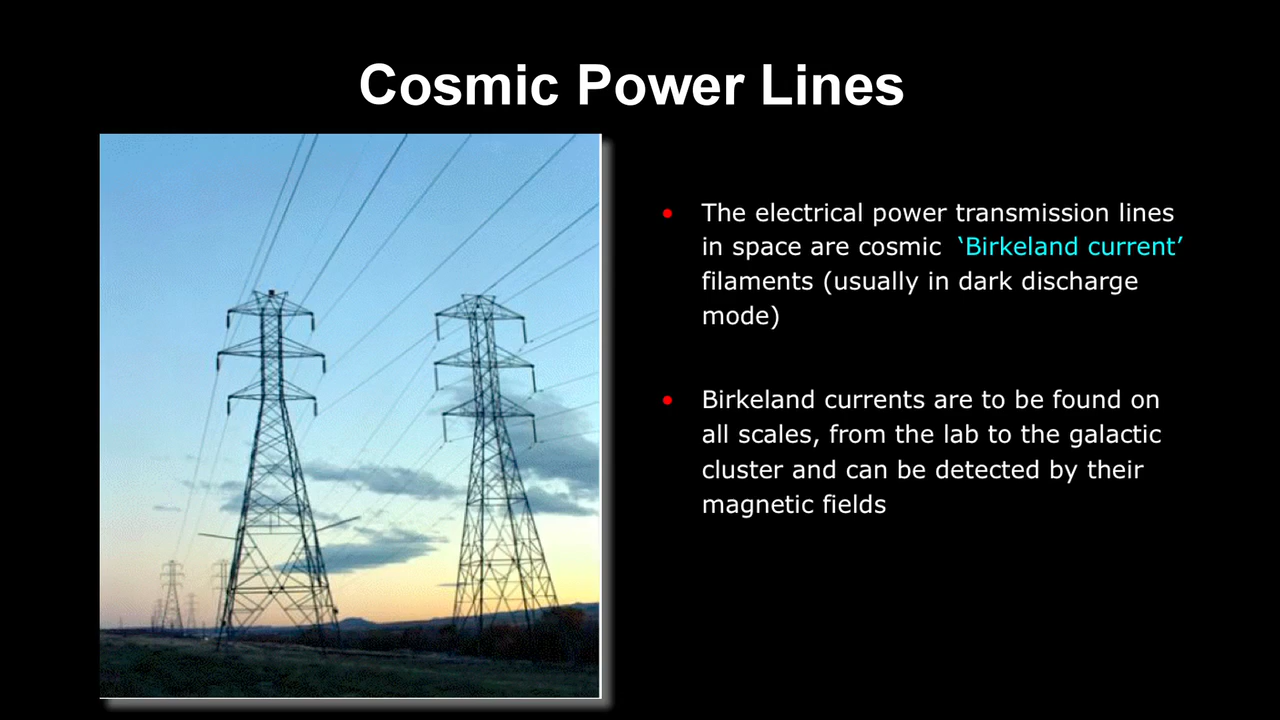 Cosmic Power Lines
• The electrical power transmission lines
in space are cosmic ‘Birkeland current’
filaments (usually in dark discharge
mode)
• Birkeland currents are to be found on
all scales, from the lab to the galactic
cluster and can be detected by their
magnetic fields